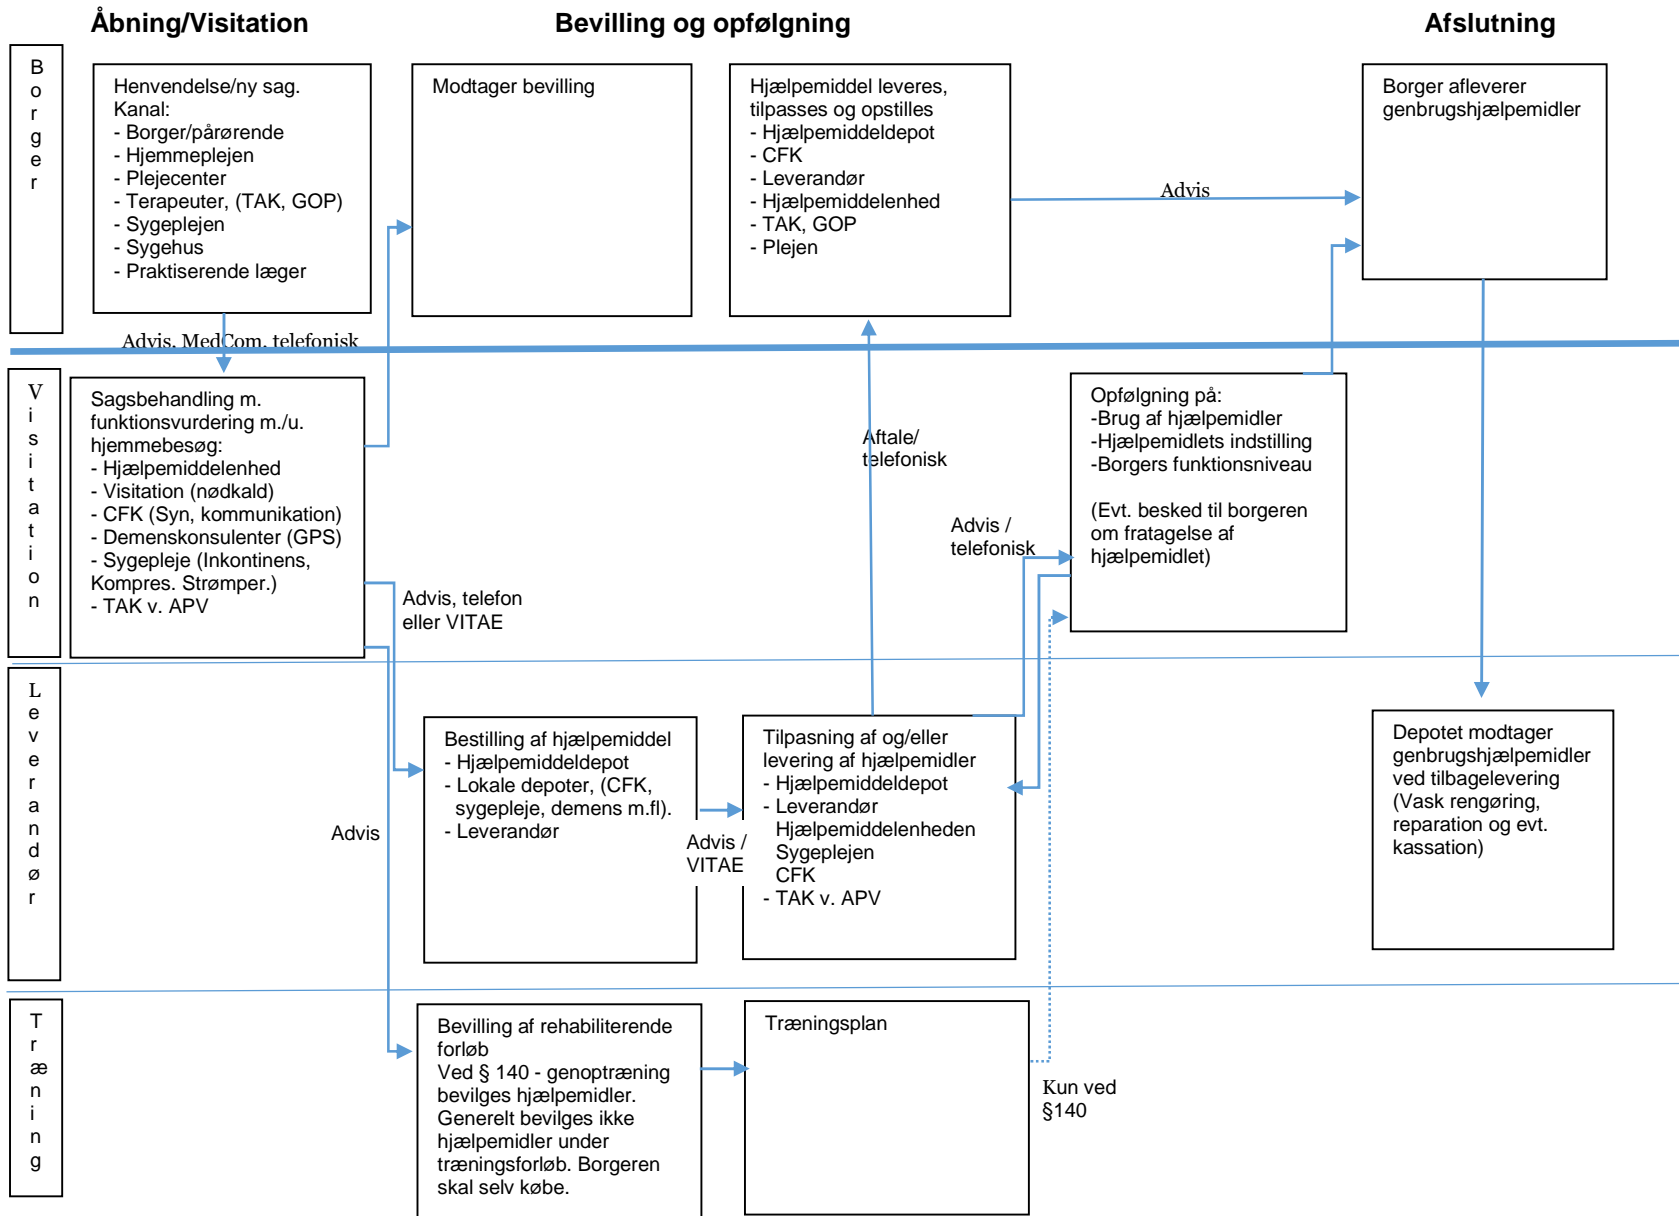 Åbning/Visitation
Bevilling og opfølgning
Afslutning
Borger
Henvendelse/ny sag.
Kanal:
- Borger/pårørende
- Hjemmeplejen
- Plejecenter
- Terapeuter, (TAK, GOP)
- Sygeplejen
- Sygehus
- Praktiserende læger
Modtager bevilling
Hjælpemiddel leveres,
tilpasses og opstilles
- Hjælpemiddeldepot
- CFK
- Leverandør
- Hjælpemiddelenhed
- TAK, GOP
- Plejen
Advis
Borger afleverer
genbrugshjælpemidler
Advis, MedCom, telefonisk
Visitation
Sagsbehandling m.
funktionsvurdering m./u.
hjemmebesøg:
- Hjælpemiddelenhed
- Visitation (nødkald)
- CFK (Syn, kommunikation)
- Demenskonsulenter (GPS)
- Sygepleje (Inkontinens,
Kompres. Strømper.)
- TAK v. APV
Advis, telefon
eller VITAE
Aftale/
telefonisk
Advis /
telefonisk
Opfølgning på:
-Brug af hjælpemidler
-Hjælpemidlets indstilling
-Borgers funktionsniveau
(Evt. besked til borgeren
om fratagelse af
hjælpemidlet)
Leverandør
Advis
Bestilling af hjælpemiddel
- Hjælpemiddeldepot
- Lokale depoter, (CFK,
sygepleje, demens m.fl).
- Leverandør
Advis /
VITAE
Tilpasning af og/eller
levering af hjælpemidler
- Hjælpemiddeldepot
- Leverandør
Hjælpemiddelenheden
Sygeplejen
CFK
- TAK v. APV
Depotet modtager
genbrugshjælpemidler
ved tilbagelevering
(Vask rengøring,
reparation og evt.
kassation)
Træning
Bevilling af rehabiliterende
forløb
Ved § 140 - genoptræning
bevilges hjælpemidler.
Generelt bevilges ikke
hjælpemidler under
træningsforløb. Borgeren
skal selv købe.
Træningsplan
Kun ved
§140